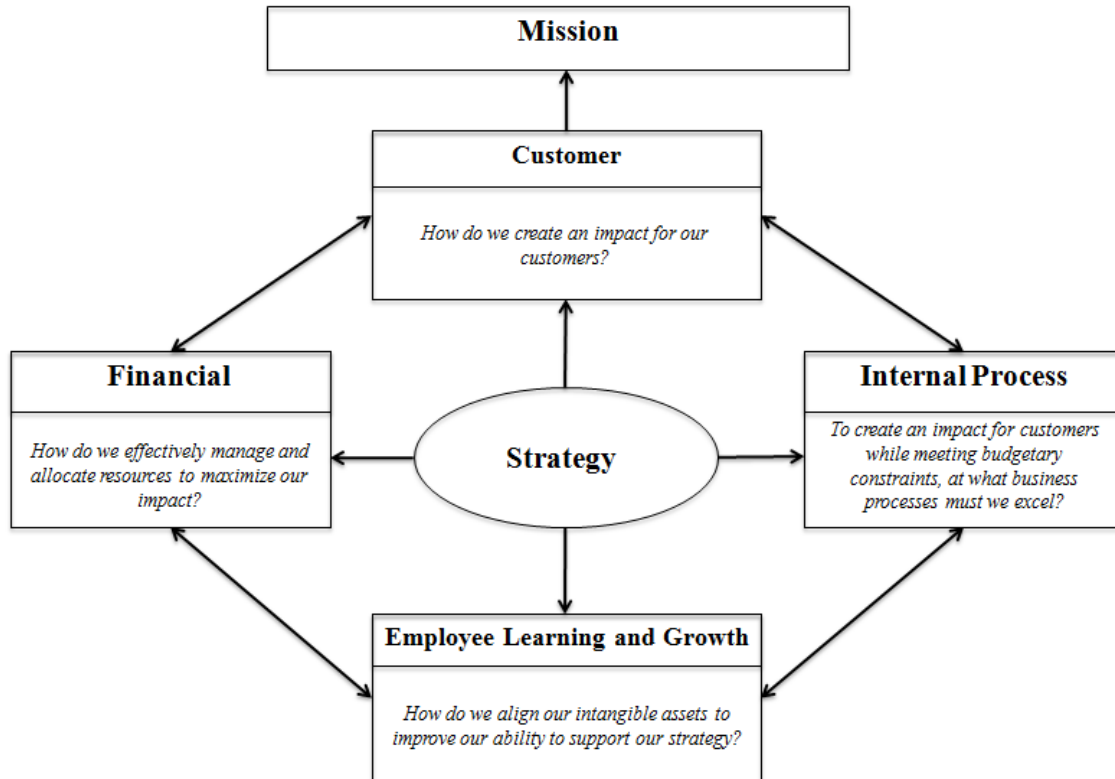 Mission
Customer
How do we create an impact for our
customers?
Financial
How do we effectively manage and
allocate resources to maximize our
impact?
Strategy
Internal Process
To create an impact for customers
while meeting budgetary
constraints, at what business
processes must we excel?
Employee Learning and Growth
How do we align our intangible assets to
improve our ability to support our strategy?